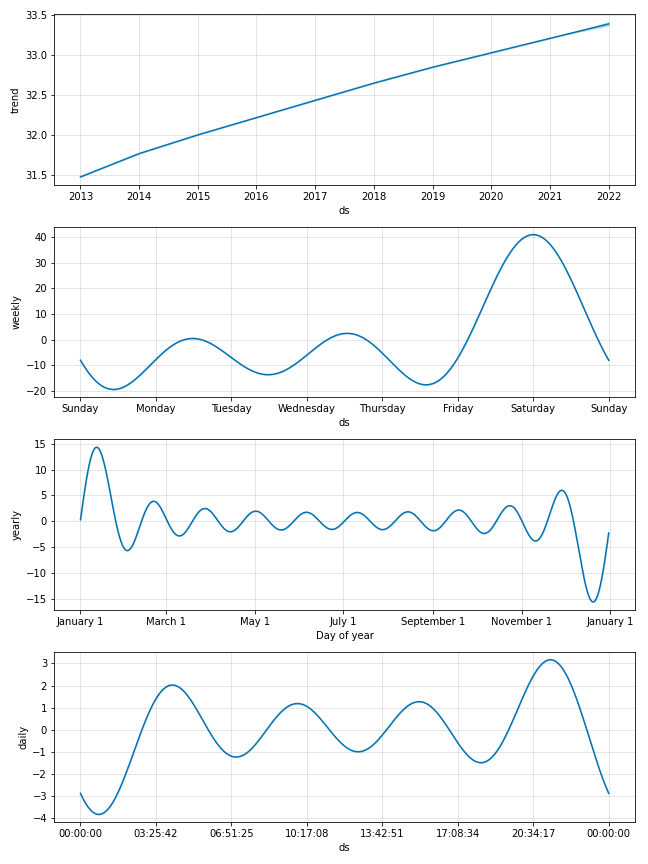 33.5
33.0
32.5
32.0
31.5
trend
2013 2014 2015 2016 2017 2018 2019 2020 2021 2022
ds
40
30
20
10
0
−10
−20
weekly
Sunday Monday Tuesday Wednesday Thursday Friday Saturday Sunday
ds
15
10
5
0
−5
−10
−15
yearly
January 1 March 1 May 1 July 1 September 1 November 1 January 1
Day of year
3
2
1
0
−1
−2
−3
−4
daily
00:00:00 03:25:42 06:51:25 10:17:08 13:42:51 17:08:34 20:34:17 00:00:00
ds